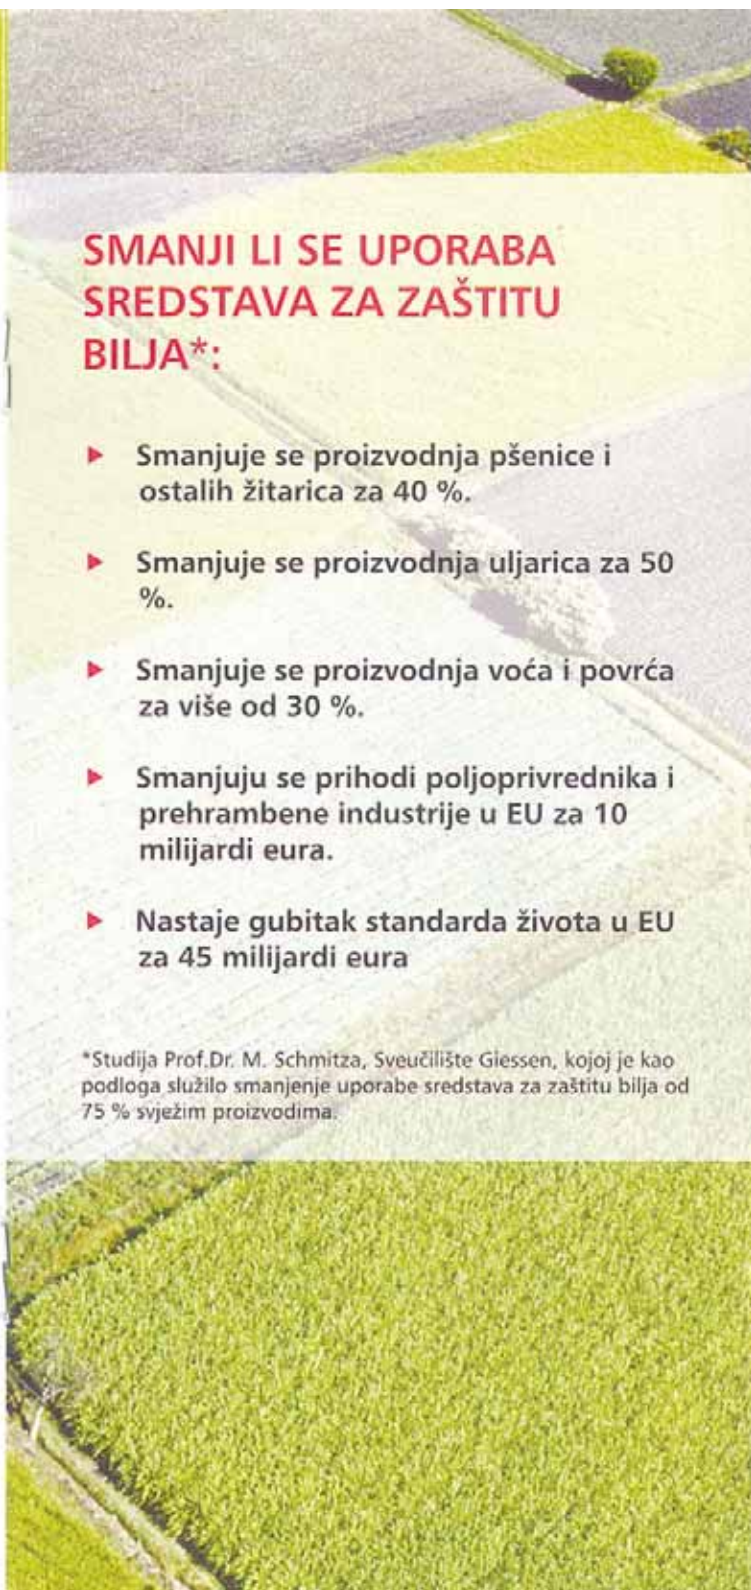 SMANJI LI SE UPORABA
SREDSTAVA ZA ZAŠTITU
BILJA*:
▶ Smanjuje se proizvodnja pšenice i
ostalih žitarica za 40 %.
▶ Smanjuje se proizvodnja uljarica za 50
%.
▶ Smanjuje se proizvodnja voća i povrća
za više od 30 %.
▶ Smanjuju se prihodi poljoprivrednika i
prehrambene industrije u EU za 10
milijardi eura.
▶ Nastaje gubitak standarda života u EU
za 45 milijardi eura
*Studija Prof.Dr. M. Schmitza, Sveučilište Giessen, kojoj je kao
podloga služilo smanjenje uporabe sredstava za zaštitu bilja od
75 % svježim proizvodima.